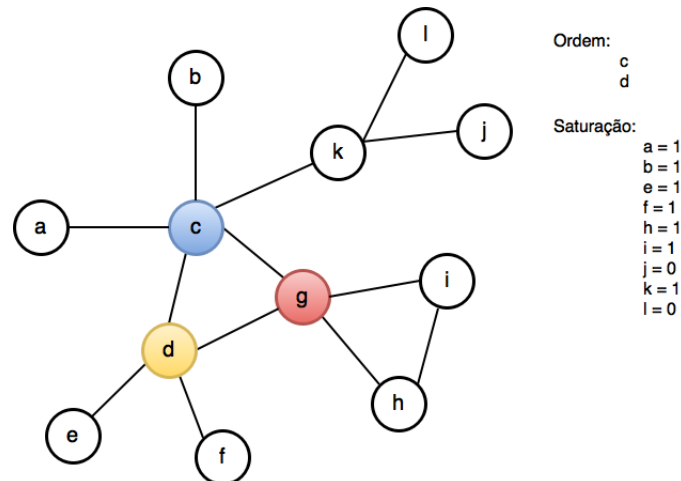 l
b
j
k
a
c
i
g
d
h
e
f
Ordem:
c
d
Saturação:
a = 1
b = 1
e = 1
f = 1
h = 1
i = 1
j = 0
k = 1
l = 0